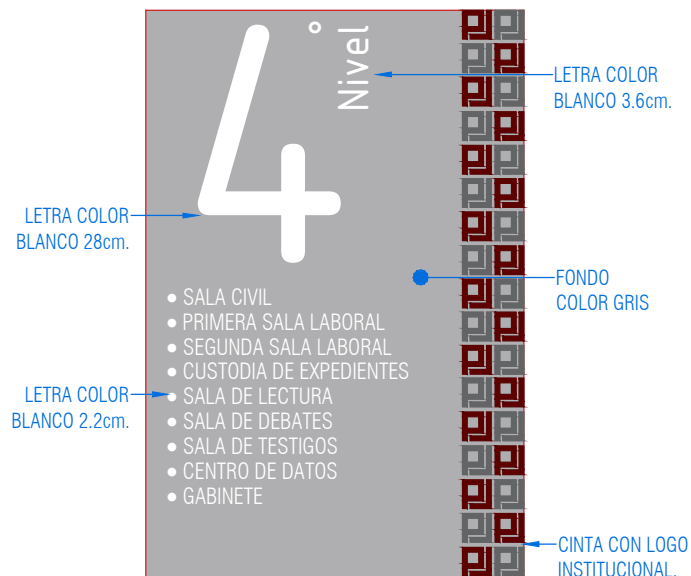 4°
Nivel
LETRA COLOR
BLANCO 3.6cm.
LETRA COLOR
BLANCO 28cm.
FONDO
COLOR GRIS
• SALA CIVIL
• PRIMERA SALA LABORAL
• SEGUNDA SALA LABORAL
• CUSTODIA DE EXPEDIENTES
• SALA DE LECTURA
• SALA DE DEBATES
• SALA DE TESTIGOS
• CENTRO DE DATOS
• GABINETE
LETRA COLOR
BLANCO 2.2cm.
CINTA CON LOGO
INSTITUCIONAL.